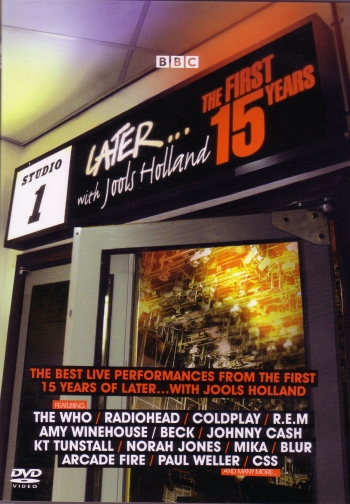 BBC
STUDIO
1
LATER...
with Jools Holland
THE FIRST
15 YEARS
THE BEST LIVE PERFORMANCES FROM THE FIRST
15 YEARS OF LATER...WITH JOOLS HOLLAND
FEATURING
THE WHO / RADIOHEAD / COLDPLAY / R.E.M
AMY WINEHOUSE / BECK / JOHNNY CASH
KT TUNSTALL / NORAH JONES / MIKA / BLUR
ARCADE FIRE / PAUL WELLER / CSS
AND MANY MORE...
DVD
VIDEO